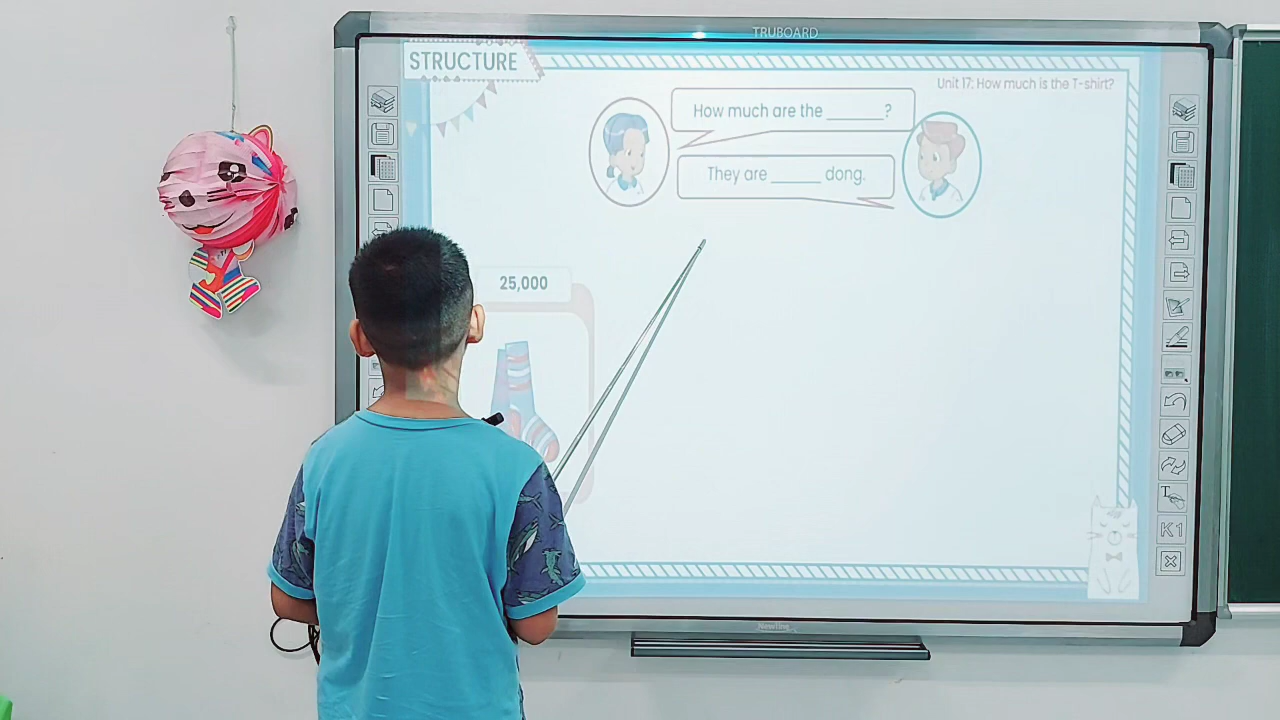 TRUBOARD
STRUCTURE
Unit 17: How much is the T-shirt?
How much are the ______?
They are _____ dong.
25,000
T
K1